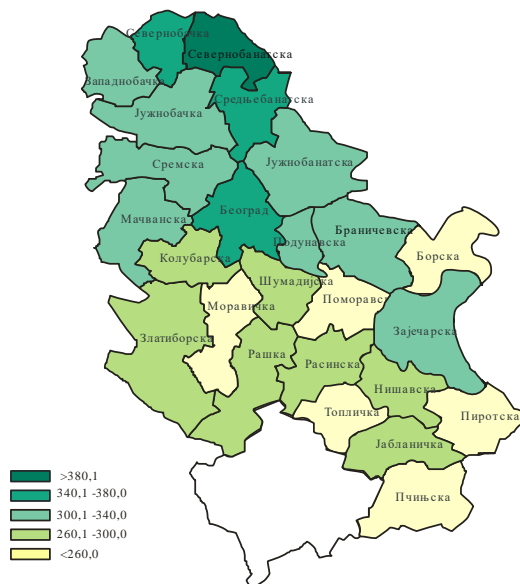 Севернобачка
Севернобанатска
Западнобачка
Средњебанатска
Јужнобачка
Сремска
Јужнобанатска
Мачванска
Београд
Подунавска
Браничевска
Борска
Колубарска
Шумадијска
Моравичка
Поморавс
Зајечарска
Златиборска
Рашка
Расинска
Нишавска
Топличка
Пиротска
Јабланичка
Пчињска
>380,1
340,1 -380,0
300,1 -340,0
260,1 -300,0
<260,0